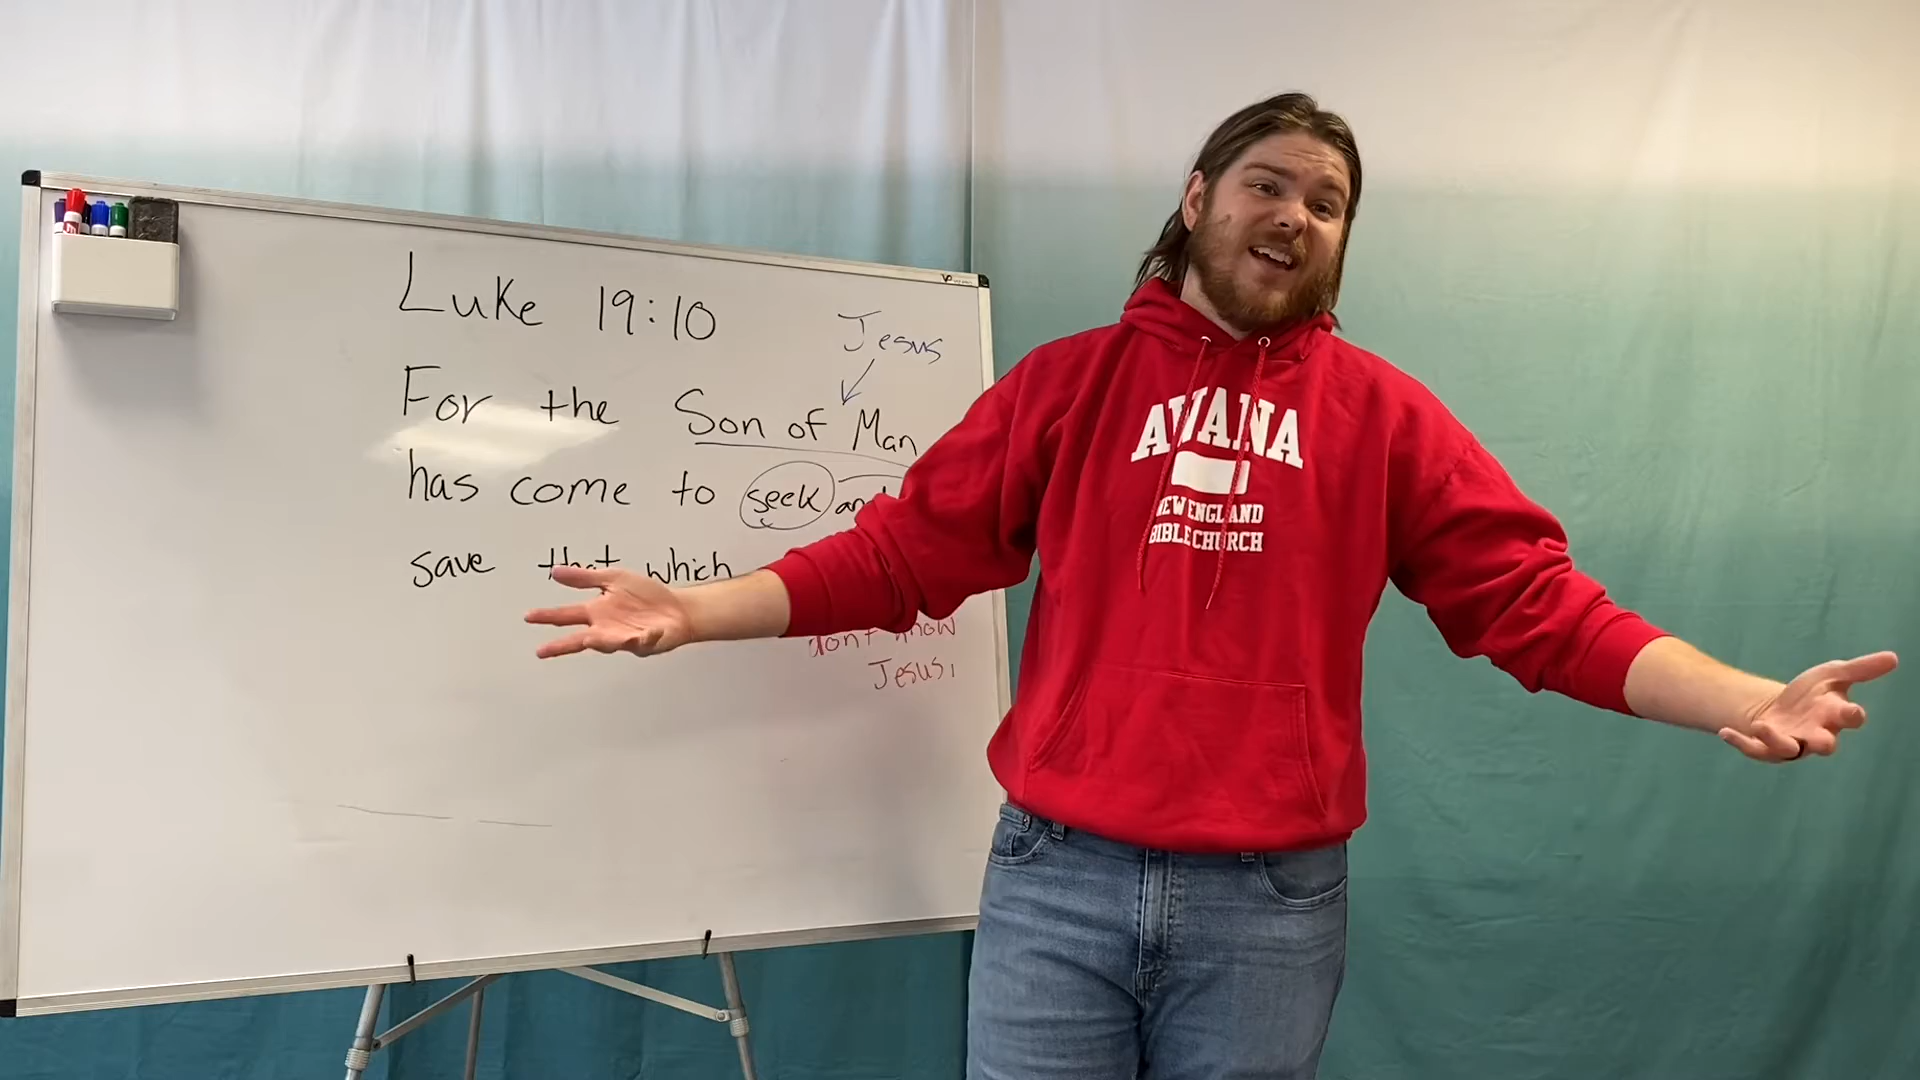 Luke 19:10
Jesus
For the Son of Man
has come to seek and
save that which
don't know
Jesus,
AWANA
NEW ENGLAND
BIBLE CHURCH